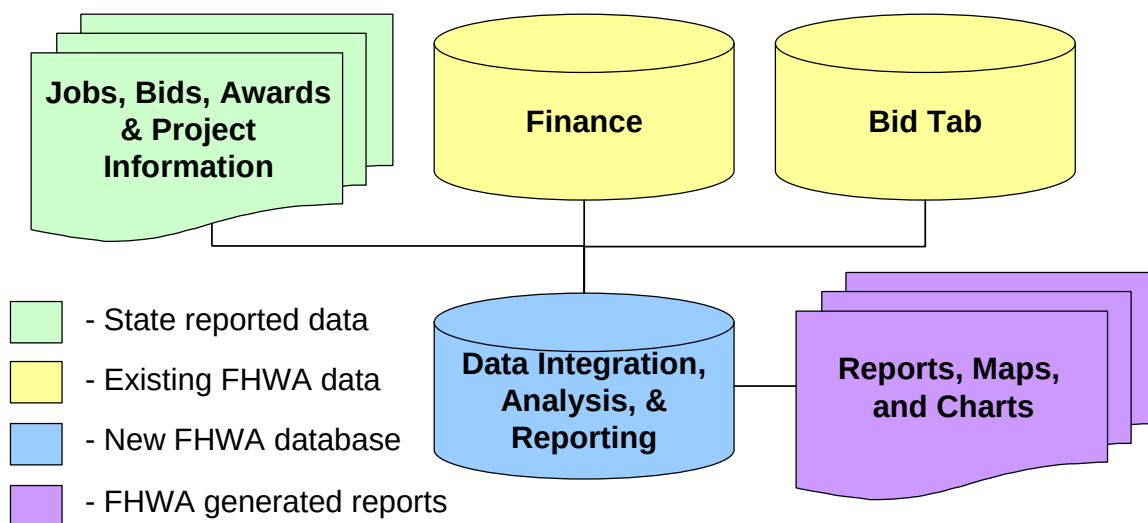 Jobs, Bids, Awards
& Project
Information
Finance
Bid Tab
- State reported data
- Existing FHWA data
- New FHWA database
- FHWA generated reports
Data Integration,
Analysis, &
Reporting
Reports, Maps,
and Charts